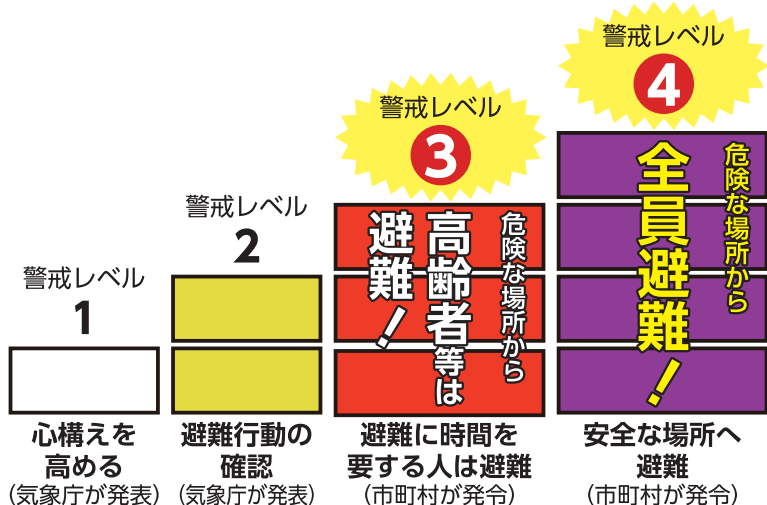 警戒レベル
1
心構えを
高める
(気象庁が発表)
警戒レベル
2
避難行動の
確認
(気象庁が発表)
警戒レベル
3
危険な場所から
高齢者等は
避難!
避難に時間を
要する人は避難
(市町村が発令)
警戒レベル
4
危険な場所から
全員避難!
安全な場所へ
避難
(市町村が発令)